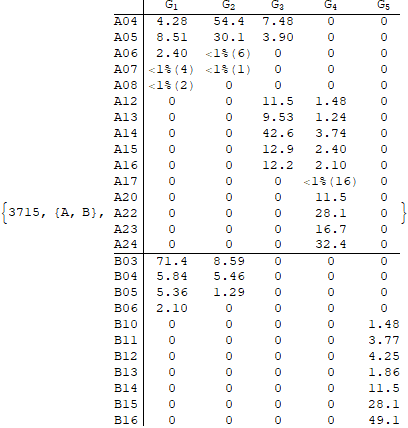 G₁ G₂ G₃ G₄ G₅
A04 4.28 54.4 7.48 0 0
A05 8.51 30.1 3.90 0 0
A06 2.40 <1%(6) 0 0 0
A07 <1%(4) <1%(1) 0 0 0
A08 <1%(2) 0 0 0 0
A12 0 0 11.5 1.48 0
A13 0 0 9.53 1.24 0
A14 0 0 42.6 3.74 0
A15 0 0 12.9 2.40 0
A16 0 0 12.2 2.10 0
A17 0 0 0 <1%(16) 0
A20 0 0 0 11.5 0
{3715, {A, B}, A22 0 0 0 28.1 0 }
A23 0 0 0 16.7 0
A24 0 0 0 32.4 0
B03 71.4 8.59 0 0 0
B04 5.84 5.46 0 0 0
B05 5.36 1.29 0 0 0
B06 2.10 0 0 0 0
B10 0 0 0 0 1.48
B11 0 0 0 0 3.77
B12 0 0 0 0 4.25
B13 0 0 0 0 1.86
B14 0 0 0 0 11.5
B15 0 0 0 0 28.1
B16 0 0 0 0 49.1